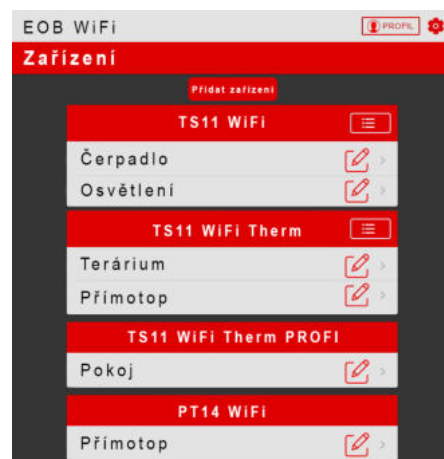 EOB WiFi
PROFIL
Zařízení
Přidat zařízení
TS11 WiFi
Čerpadlo
Osvětlení
TS11 WiFi Therm
Terárium
Přímotop
TS11 WiFi Therm PROFI
Pokoj
PT14 WiFi
Přímotop